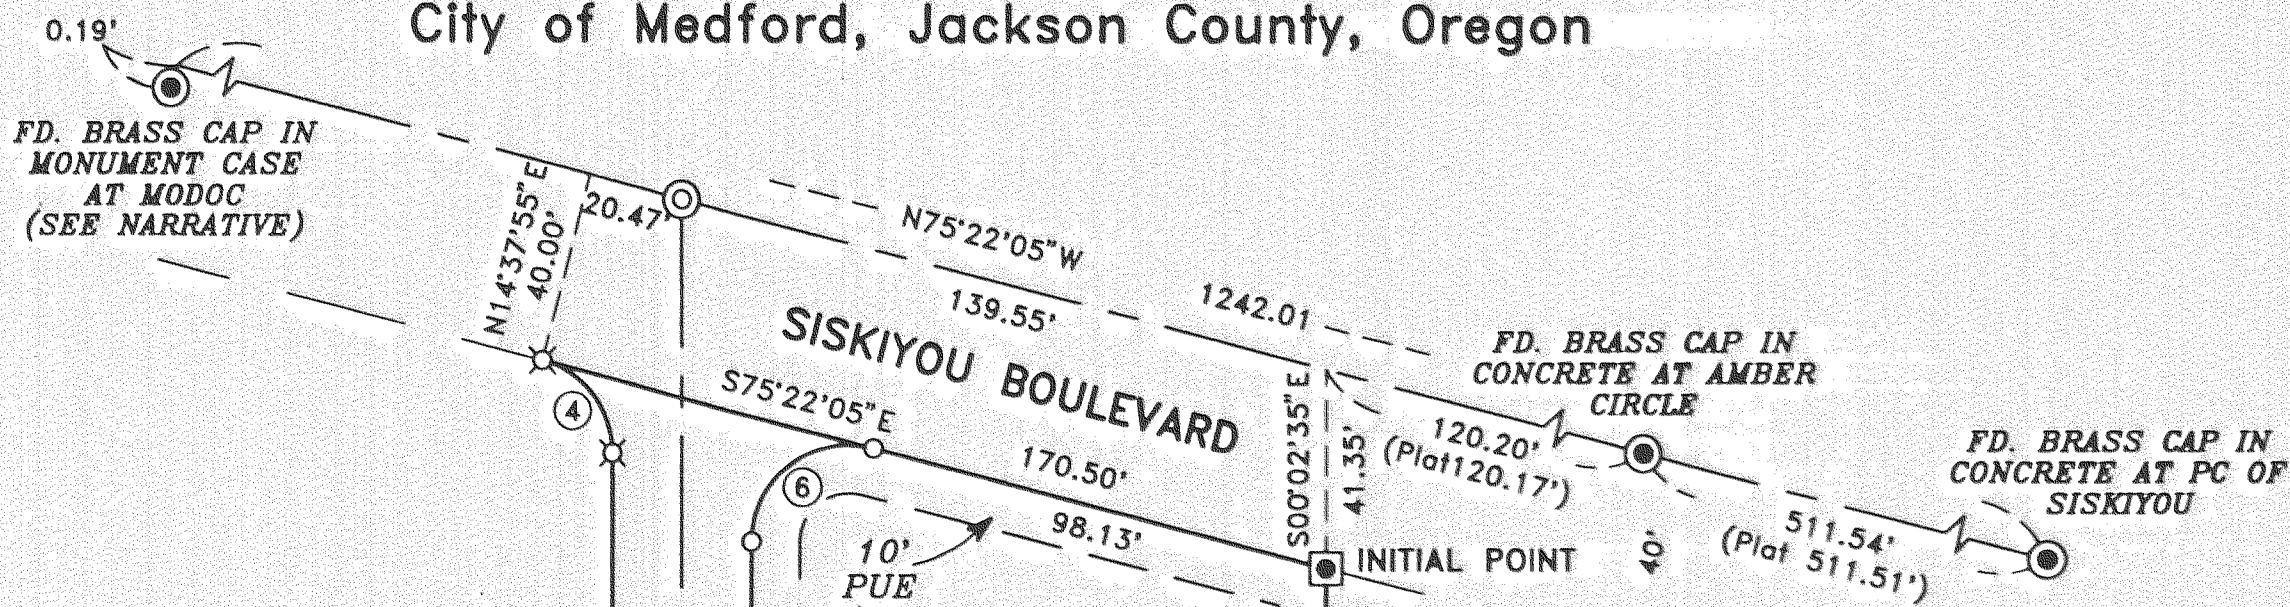 City of Medford, Jackson County, Oregon
0.19'
FD. BRASS CAP IN
MONUMENT CASE
AT MODOC
(SEE NARRATIVE)
N14°37'55"E
40.00'
20.47'
N75°22'05"W
139.55'
1242.01
SISKIYOU BOULEVARD
S75°22'05"E
170.50'
98.13'
4
6
10'
PUE
S00°02'35"E
41.35'
INITIAL POINT
120.20'
(Plat120.17')
FD. BRASS CAP IN
CONCRETE AT AMBER
CIRCLE
40'
511.54'
(Plat 511.51')
FD. BRASS CAP IN
CONCRETE AT PC OF
SISKIYOU